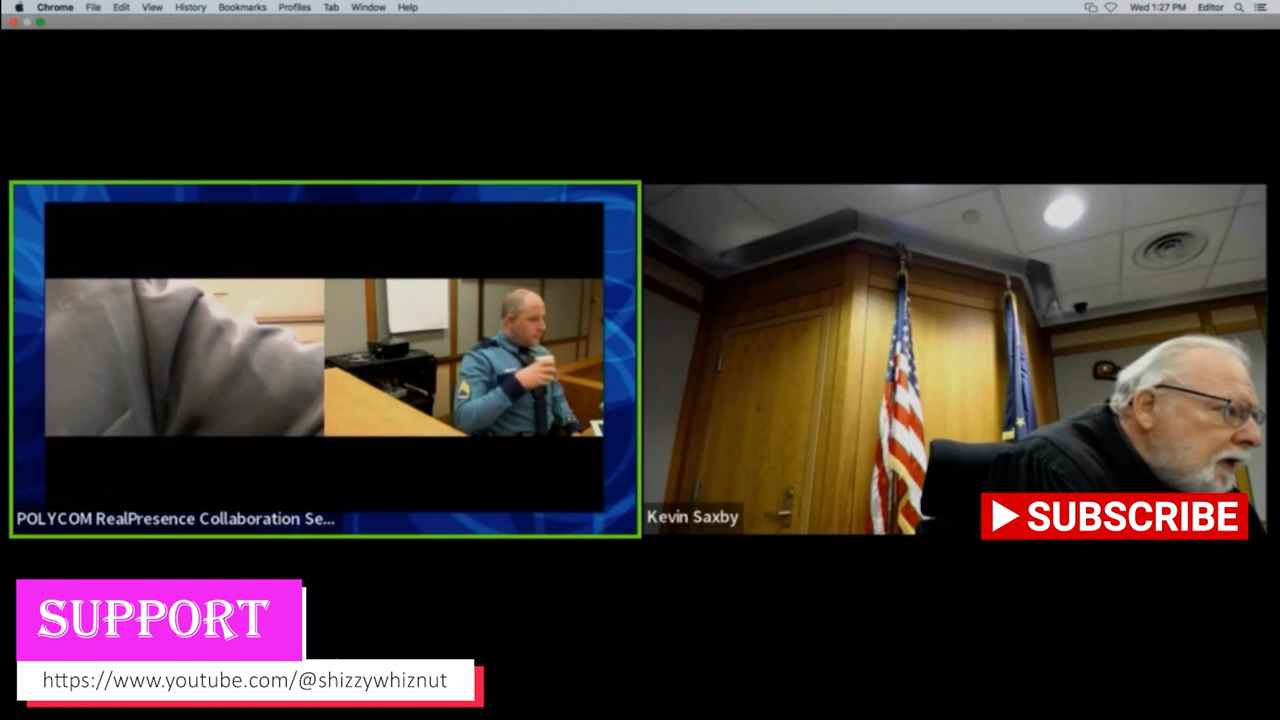 Chrome File Edit View History Bookmarks Profiles Tab Window Help Wed 1:27 PM Editor
POLYCOM RealPresence Collaboration Se...
Kevin Saxby
SUBSCRIBE
SUPPORT
https://www.youtube.com/@shizzywhiznut